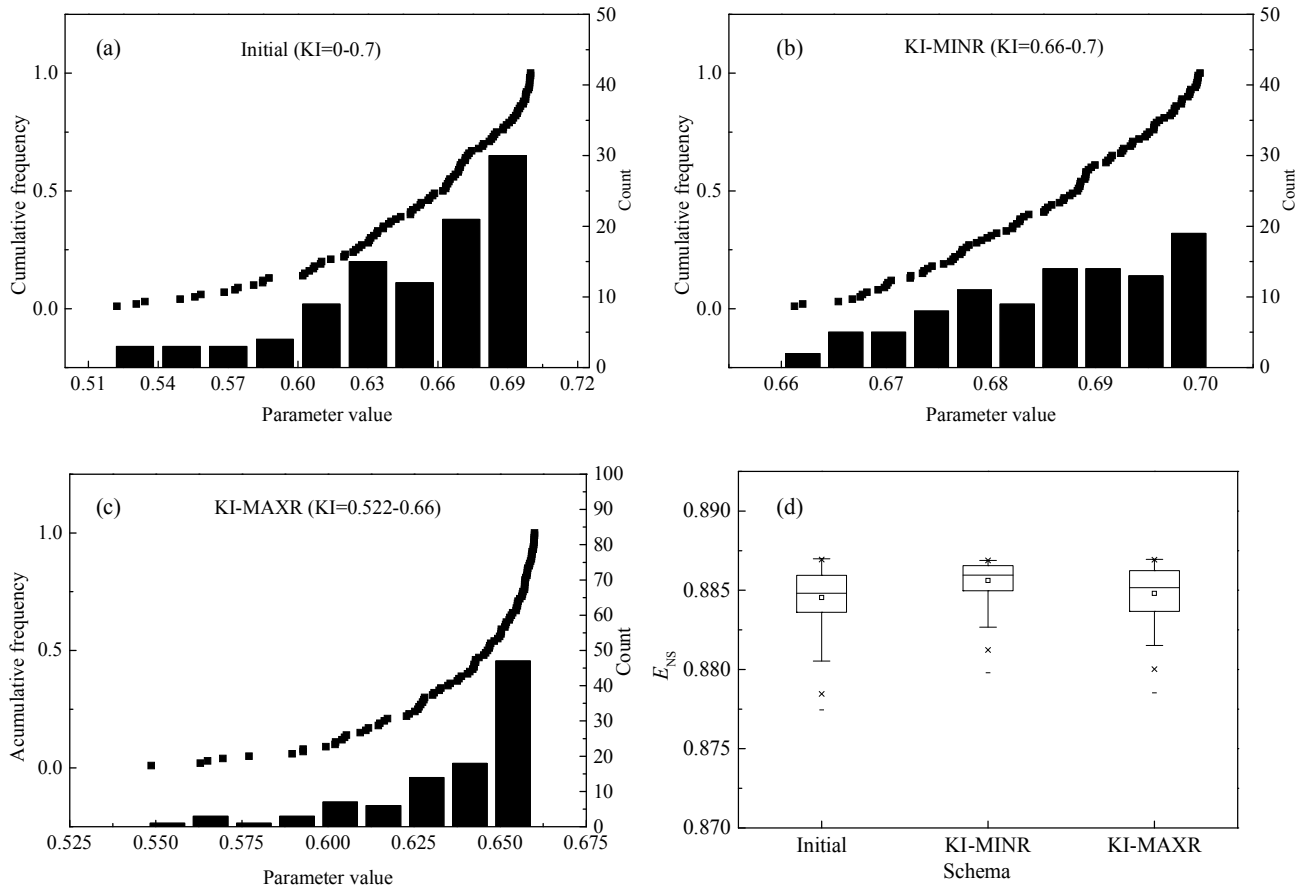 (a)
Initial (KI=0-0.7)
Cumulative frequency
1.0
0.5
0.0
50
40
30
20
10
0
Count
0.51 0.54 0.57 0.60 0.63 0.66 0.69 0.72
Parameter value
(b)
KI-MINR (KI=0.66-0.7)
Cumulative frequency
1.0
0.5
0.0
50
40
30
20
10
0
Count
0.66 0.67 0.68 0.69 0.70
Parameter value
(c)
KI-MAXR (KI=0.522-0.66)
Acumulative frequency
1.0
0.5
0.0
100
90
80
70
60
50
40
30
20
10
0
Count
0.525 0.550 0.575 0.600 0.625 0.650 0.675
Parameter value
(d)
E_NS
0.890
0.885
0.880
0.875
0.870
Initial KI-MINR KI-MAXR
Schema